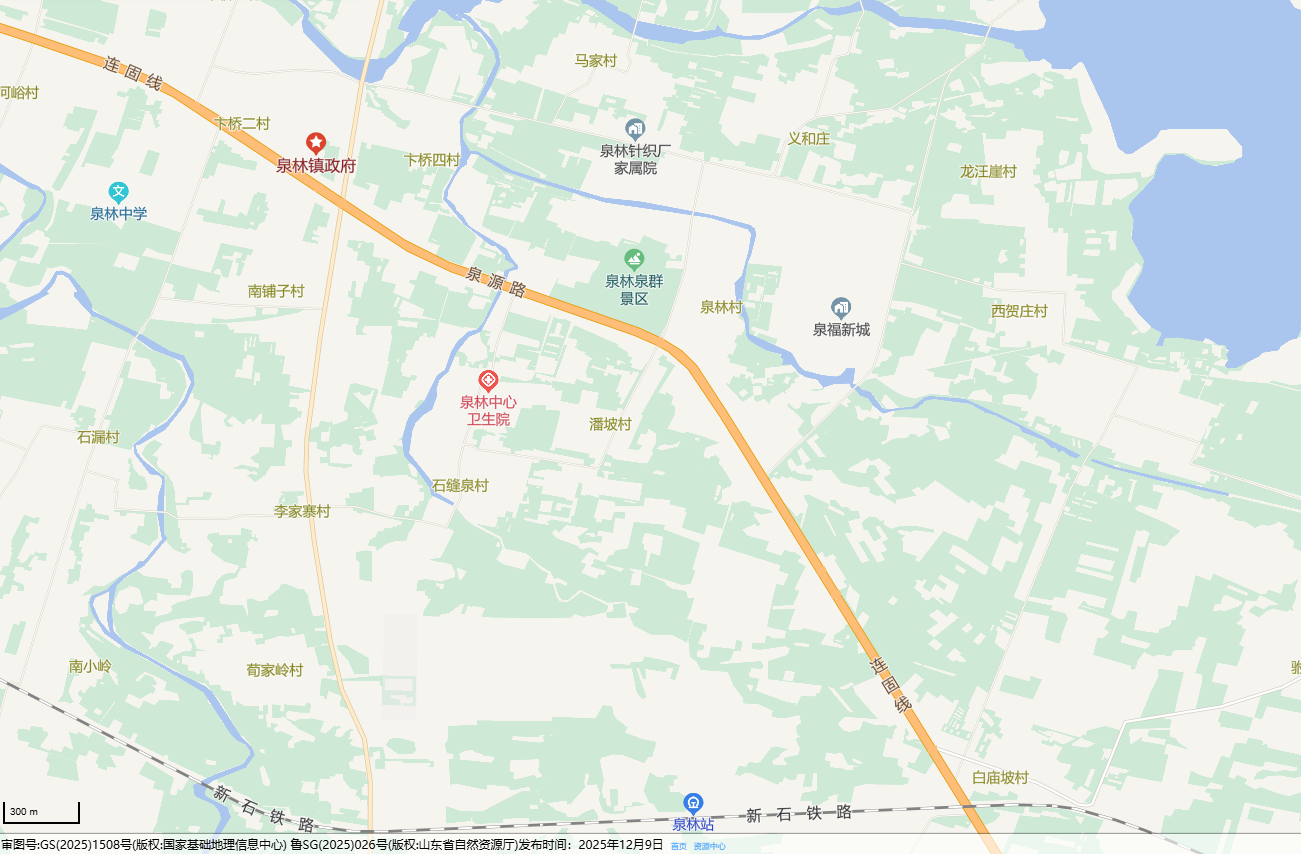 马家村
连固线
河峪村
卞桥二村
泉林针织厂
家属院
义和庄
泉林镇政府
卞桥四村
龙汪崖村
泉林中学
泉源路
泉林泉群
景区
南铺子村
泉林村
西贺庄村
泉福新城
泉林中心
卫生院
潘坡村
石漏村
石缝泉村
李家寨村
南小岭
荀家岭村
连固线
白庙坡村
新石铁路
泉林站
新石铁路
300 m
审图号:GS(2025)1508号(版权:国家基础地理信息中心) 鲁SG(2025)026号(版权:山东省自然资源厅)发布时间：2025年12月9日 首页 资源中心